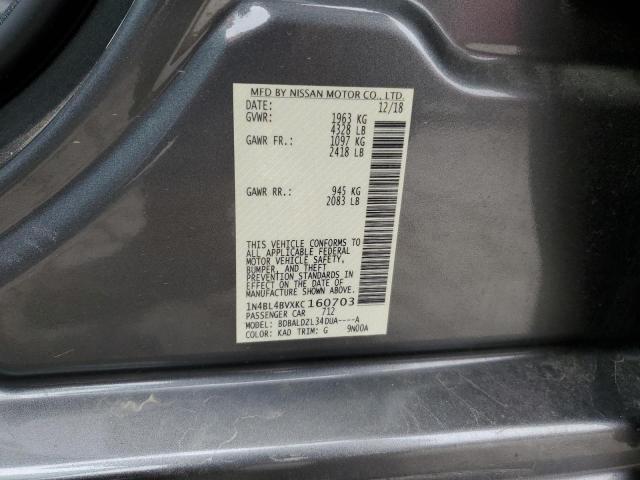 MFD BY NISSAN MOTOR CO., LTD.
DATE: 12/18
GVWR: 1963 KG
4328 LB
GAWR FR.: 1097 KG
2418 LB
GAWR RR.: 945 KG
2083 LB
THIS VEHICLE CONFORMS TO
ALL APPLICABLE FEDERAL
MOTOR VEHICLE SAFETY,
BUMPER, AND THEFT
PREVENTION STANDARDS IN
EFFECT ON THE DATE OF
MANUFACTURE SHOWN ABOVE.
1N4BL4BVXKC160703
PASSENGER CAR 712
MODEL: BDBALDZL34DUA----A
COLOR: KAD TRIM: G 9N00A